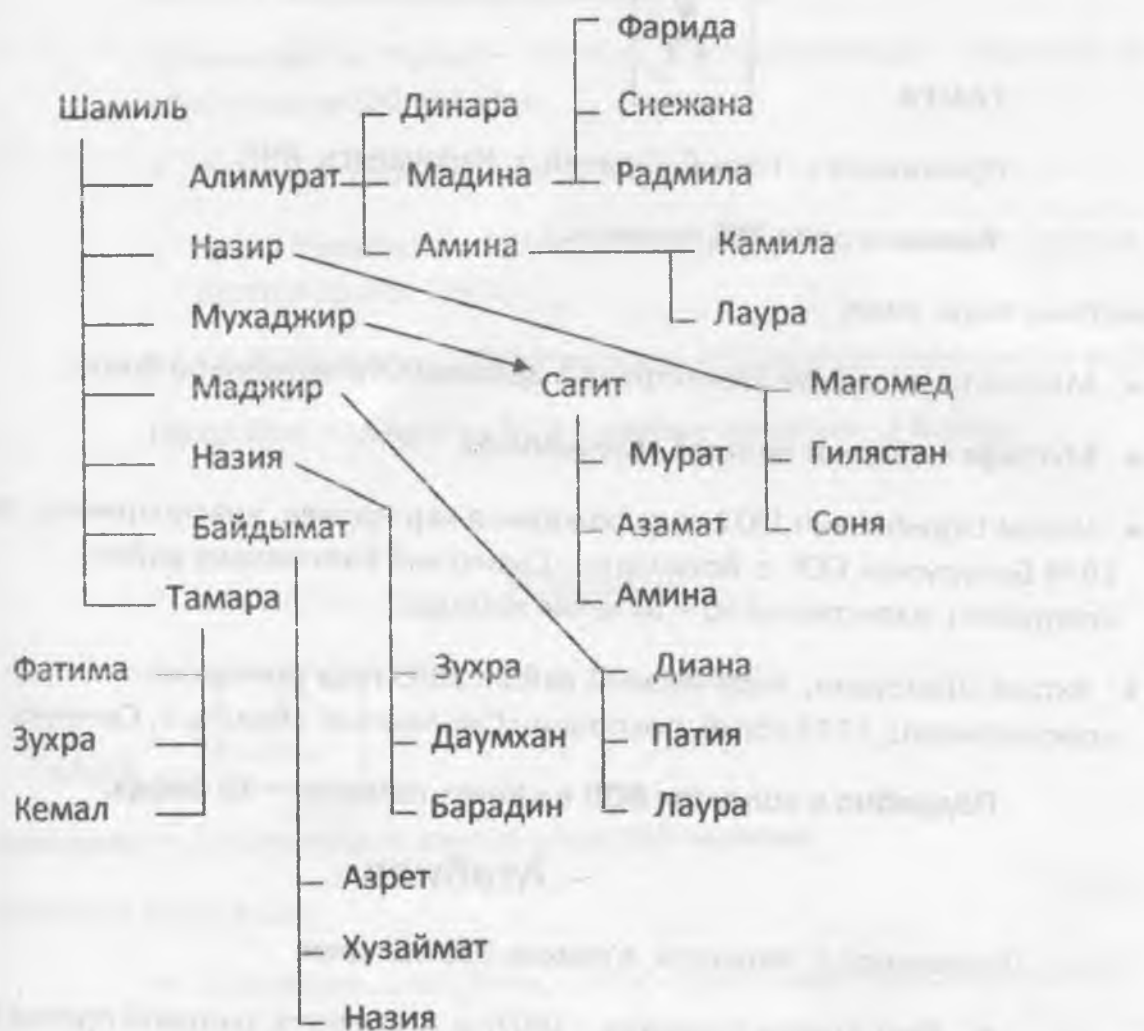 Фарида
Шамиль Динара Снежана
Алимурат Мадина Радмила
Назир Амина Камила
Мухаджир Лаура
Маджир Сагит Магомед
Назия Мурат Гилястан
Байдымат Азамат Соня
Тамара Амина
Фатима Зухра Диана
Зухра Даумхан Патия
Кемал Барадин Лаура
Азрет
Хузаймат
Назия